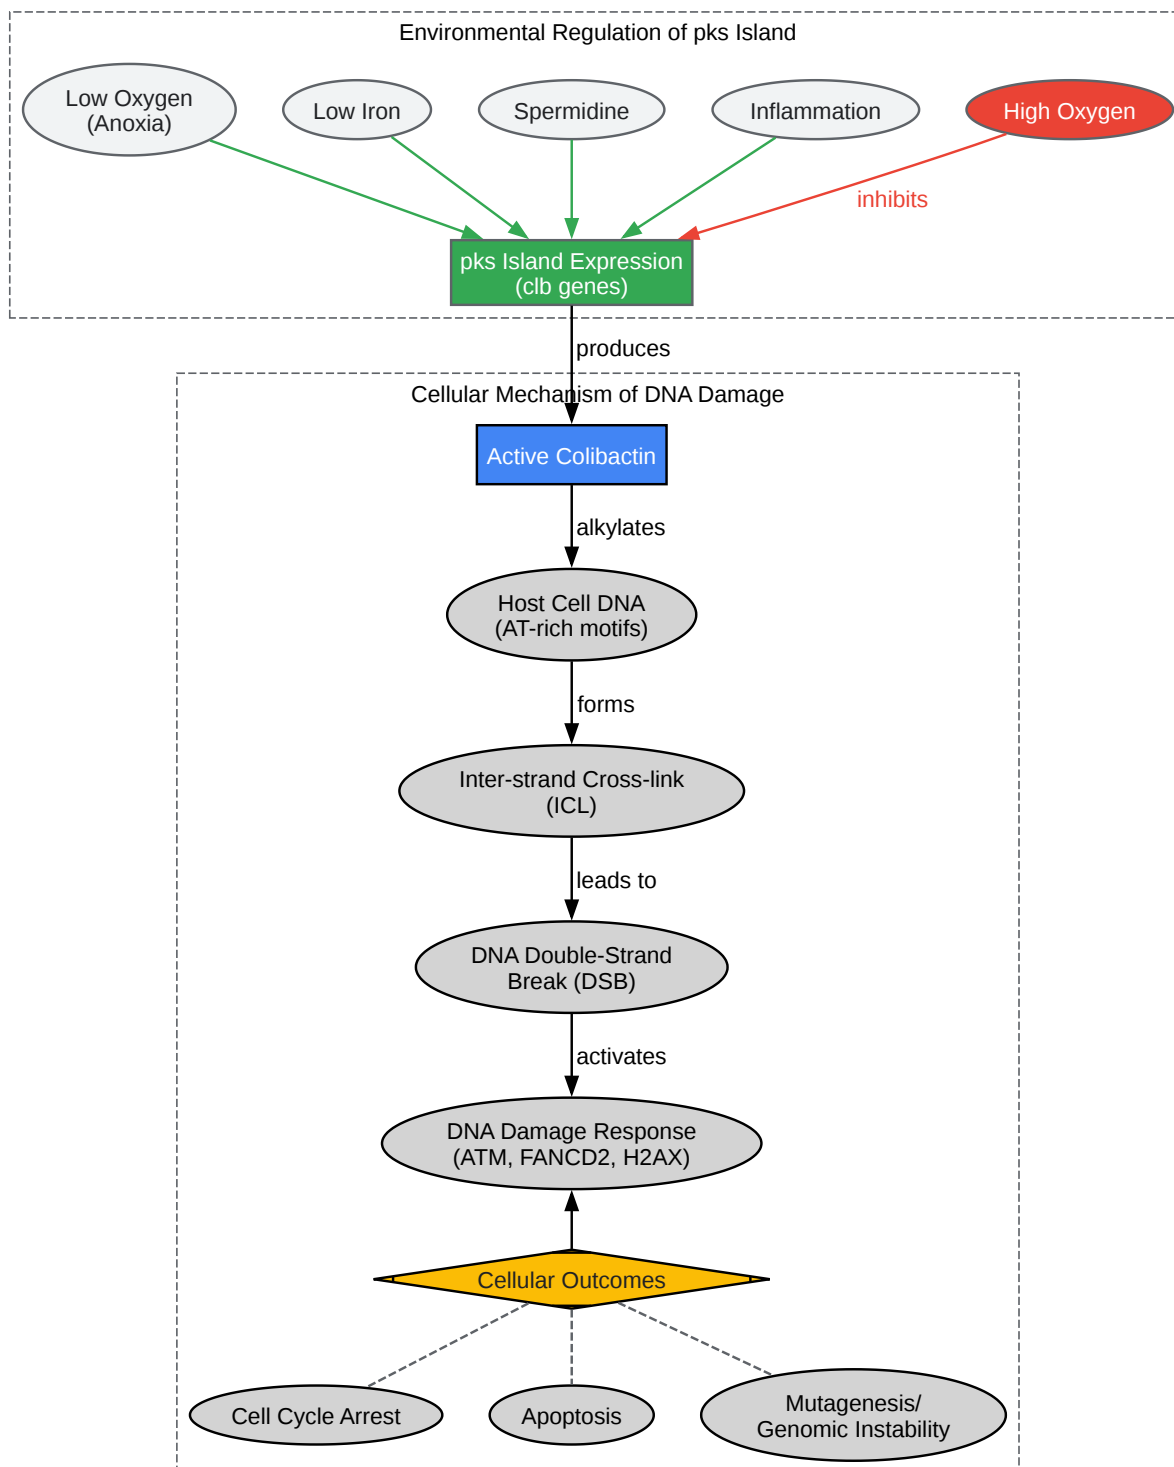 Environmental Regulation of pks Island
Low Oxygen
(Anoxia)
Low Iron
Spermidine
Inflammation
High Oxygen
inhibits
pks Island Expression
(clb genes)
produces
Cellular Mechanism of DNA Damage
Active Colibactin
alkylates
Host Cell DNA
(AT-rich motifs)
forms
Inter-strand Cross-link
(ICL)
leads to
DNA Double-Strand
Break (DSB)
activates
DNA Damage Response
(ATM, FANCD2, H2AX)
Cellular Outcomes
Cell Cycle Arrest
Apoptosis
Mutagenesis/
Genomic Instability